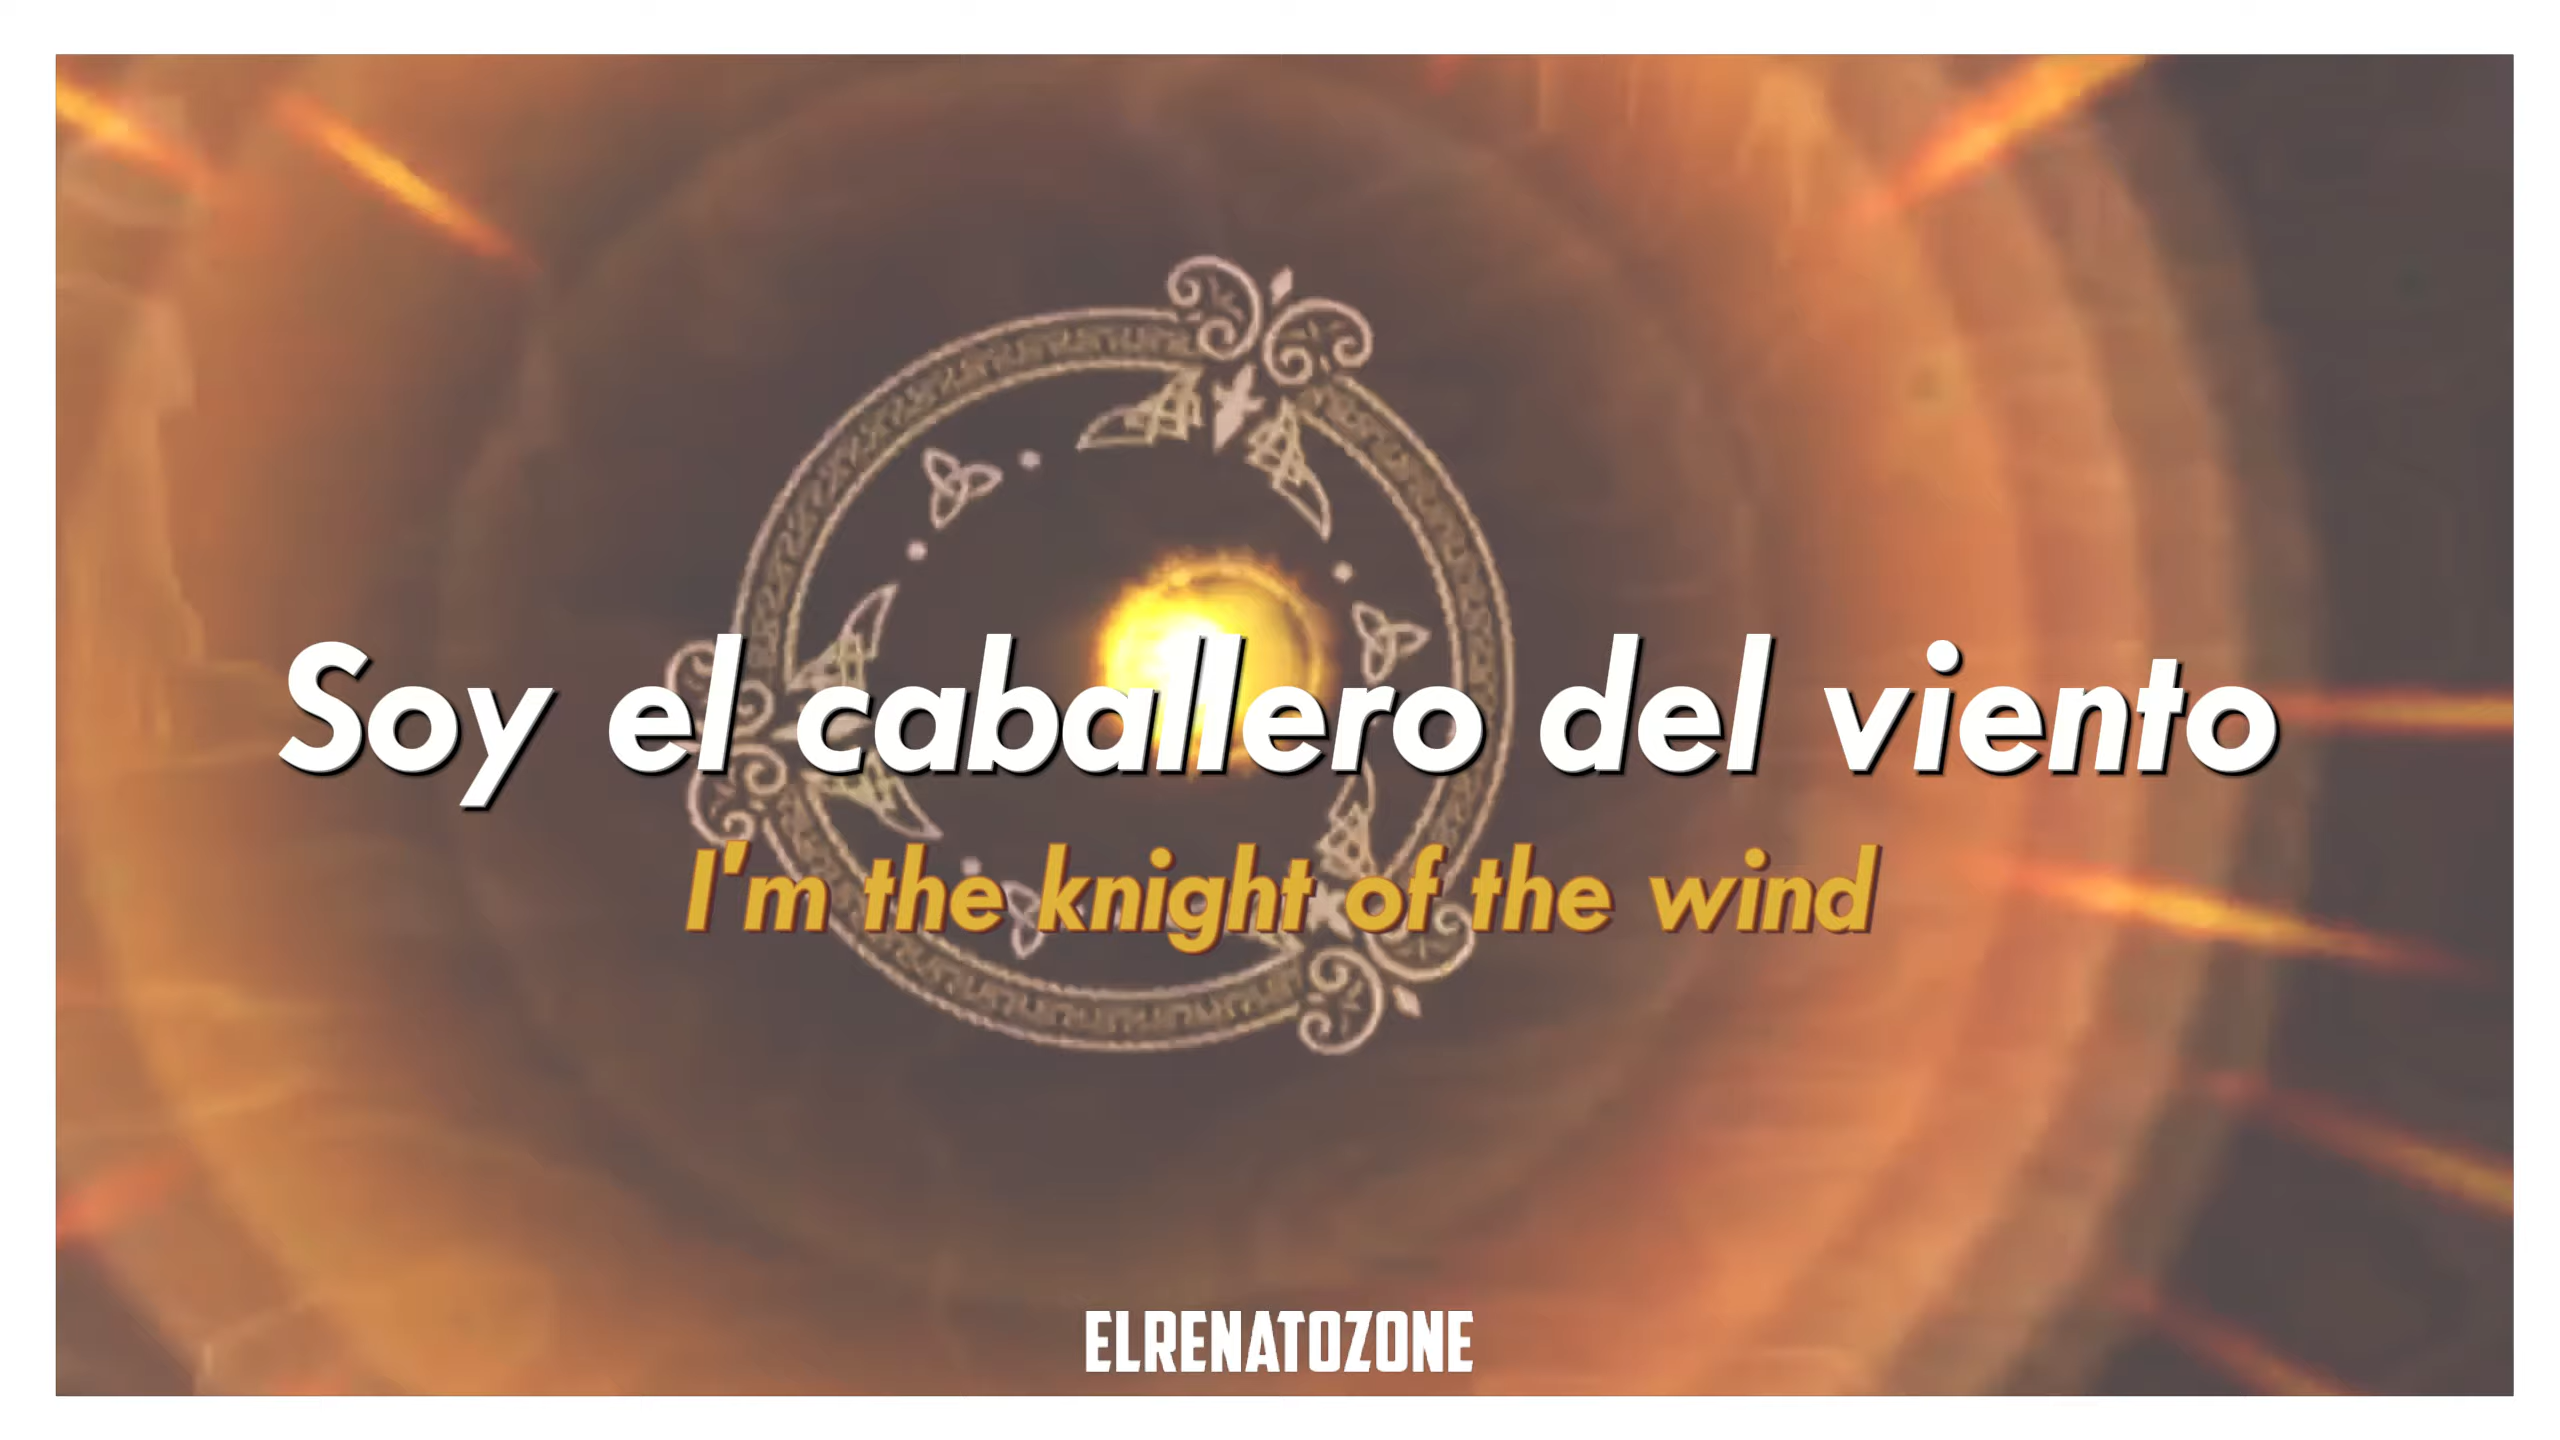 Soy el caballero del viento
I'm the knight of the wind
ELRENATOZONE